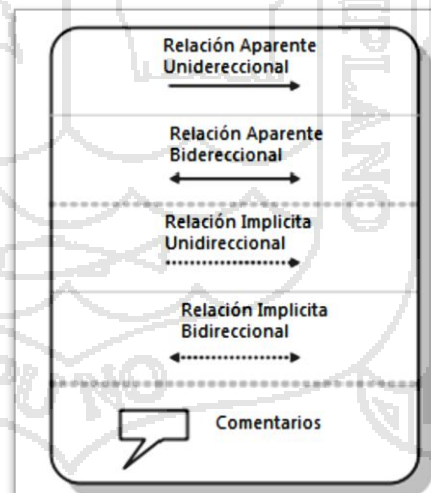 Relación Aparente
Unidereccional
Relación Aparente
Bidereccional
Relación Implicita
Unidireccional
Relación Implicita
Bidireccional
Comentarios